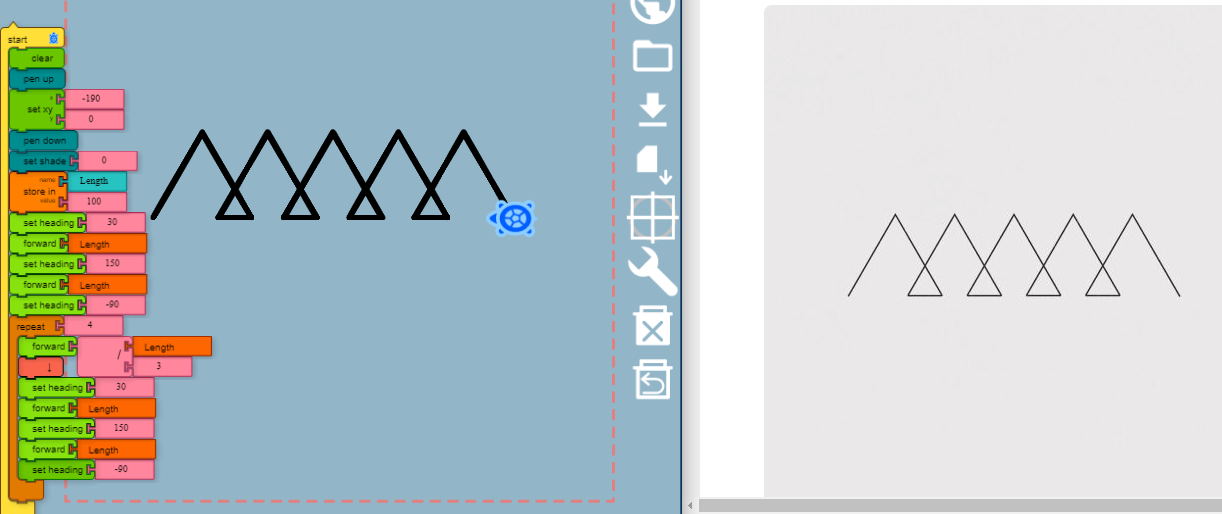 start
clear
pen up
x
-190
set xy
y
0
pen down
set shade 0
name Length
store in
value 100
set heading 30
forward Length
set heading 150
forward Length
set heading -90
repeat 4
forward Length
/
3
↓
set heading 30
forward Length
set heading 150
forward Length
set heading -90